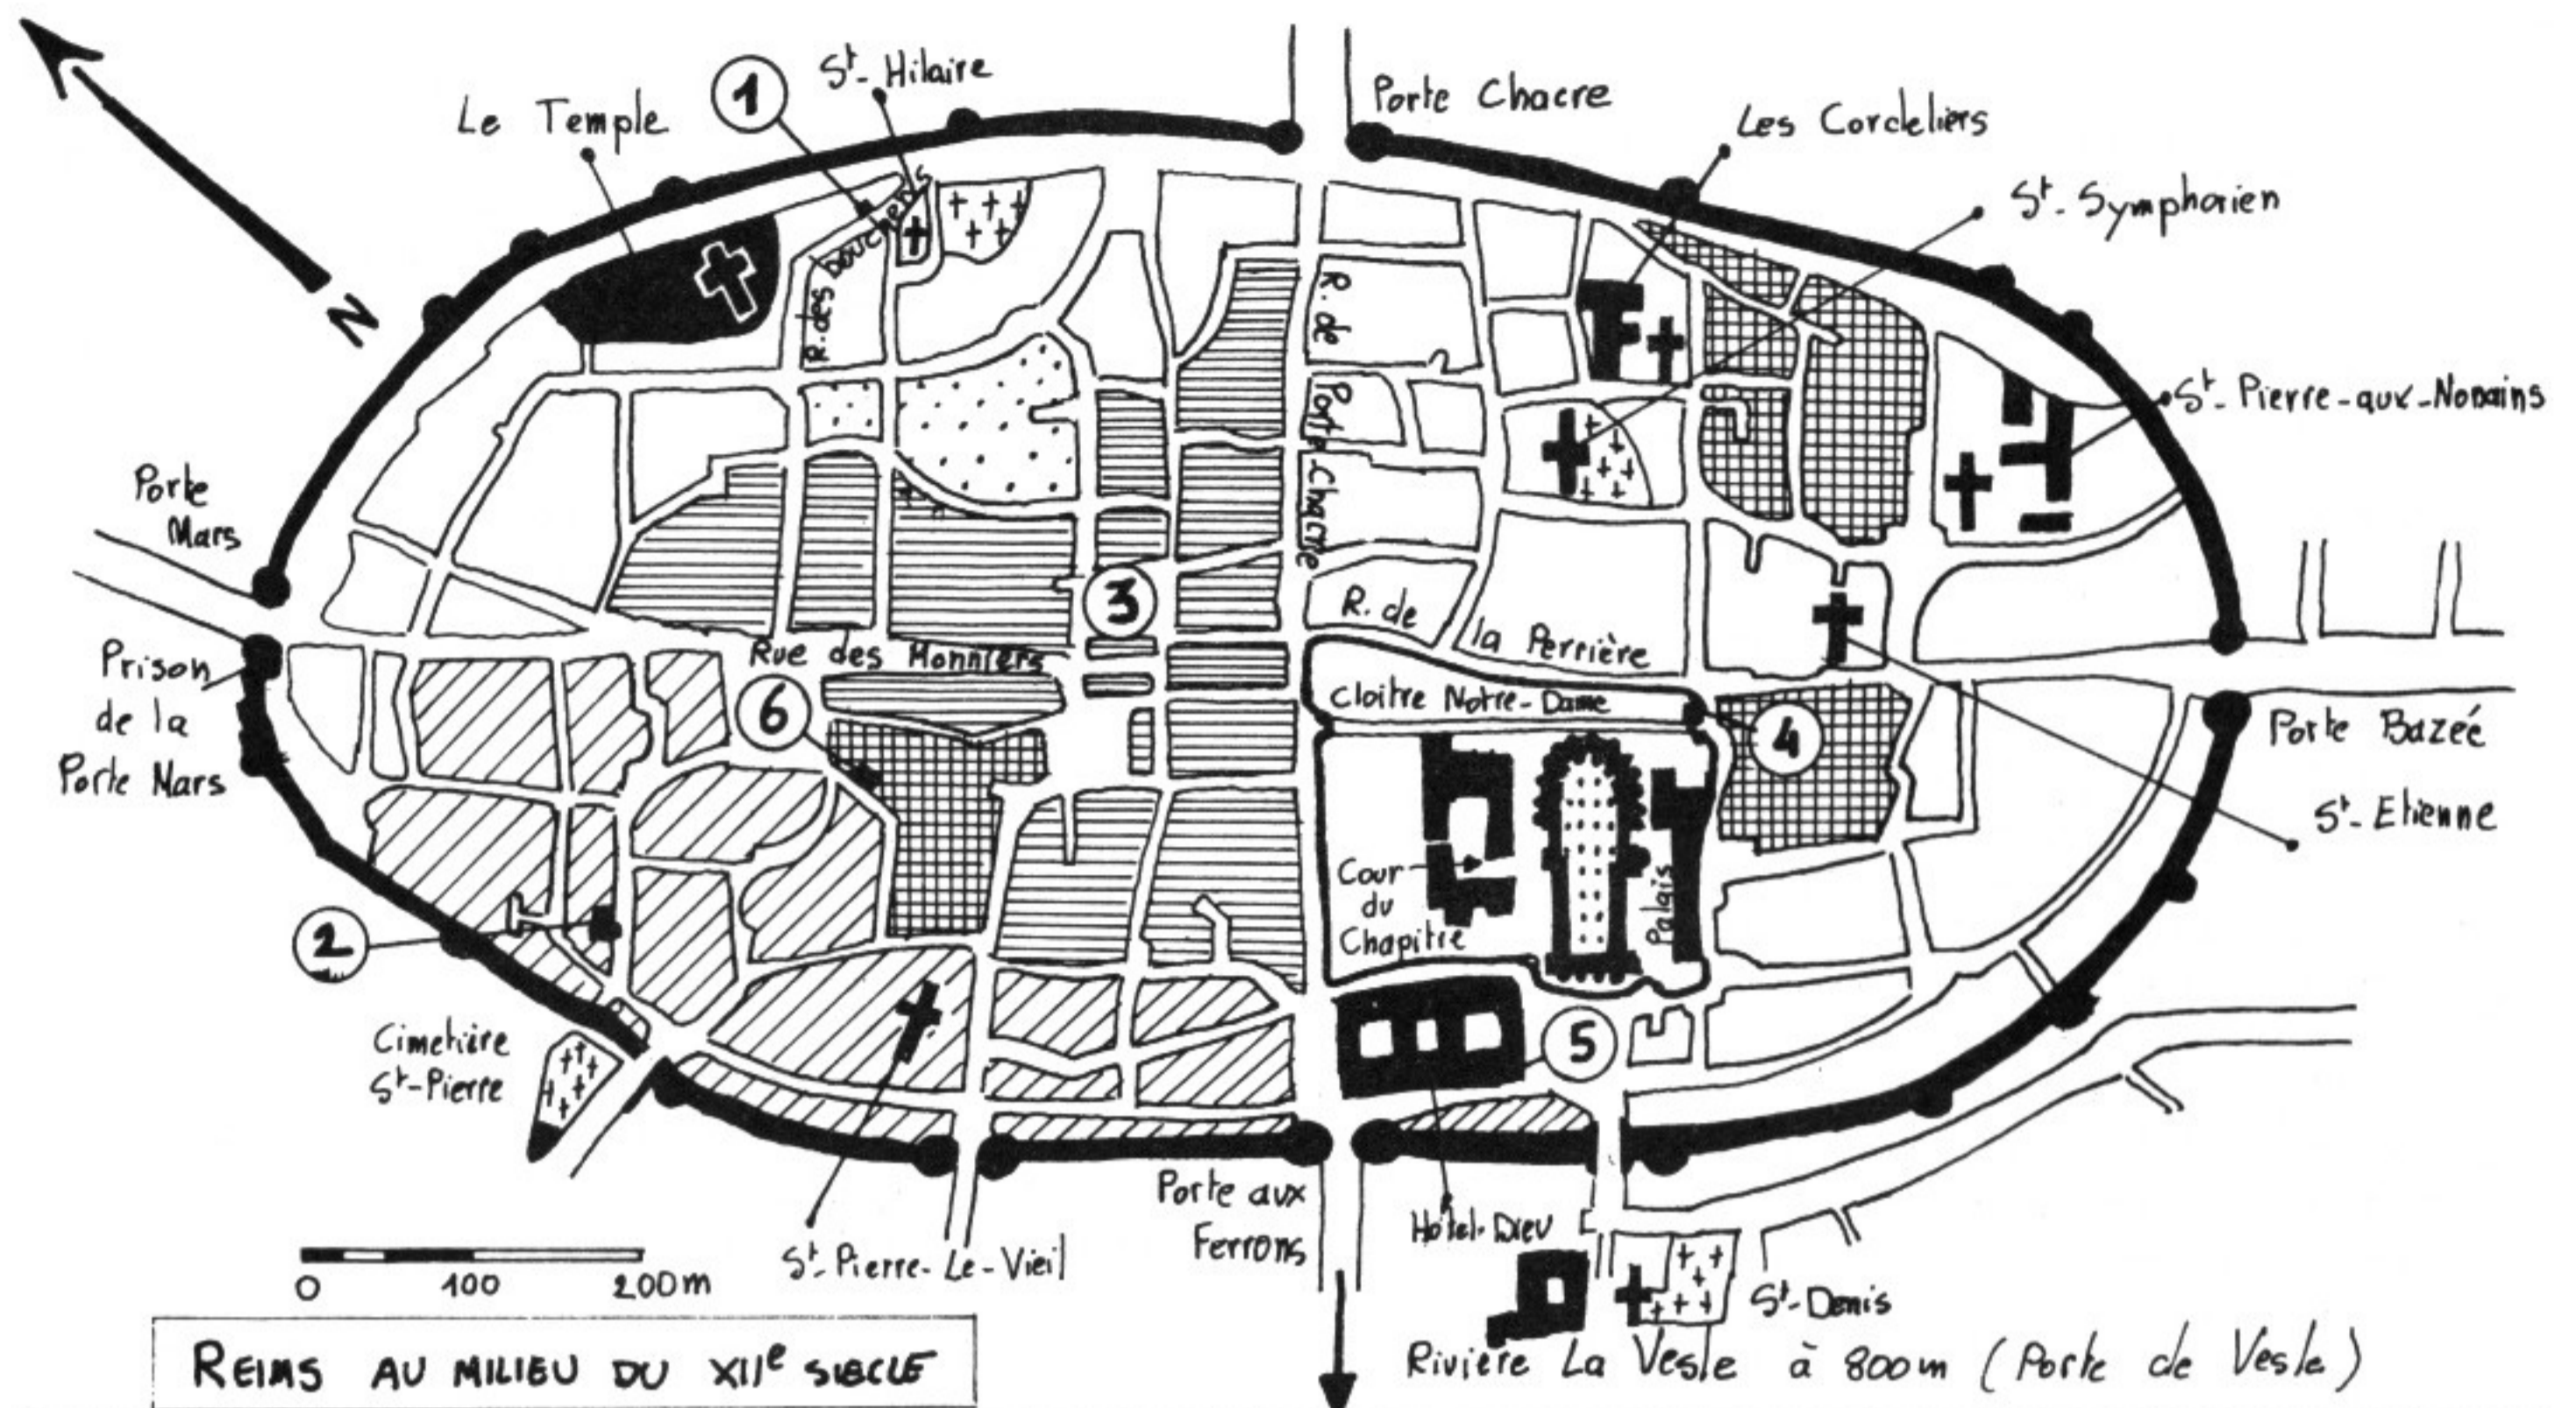 1
St-Hilaire
Le Temple
Porte Chacre
Les Cordeliers
St-Symphorien
St-Pierre-aux-Nonains
N
R. des Bouchers
R. de Porte-Chacre
Porte
Mars
3
R. de la Perrière
Prison
de la
Porte Mars
Rue des Monniers
6
Cloitre Notre-Dame
4
Porte Bazéé
St-Etienne
Cour
du
Chapitre
Palais
2
5
Cimetière
St-Pierre
Porte aux
Ferrons
Hôtel-Dieu
St-Pierre-Le-Vieil
0 100 200m
St-Denis
REIMS AU MILIEU DU XIIe SIECLE
Rivière La Vesle à 800m (Porte de Vesle)